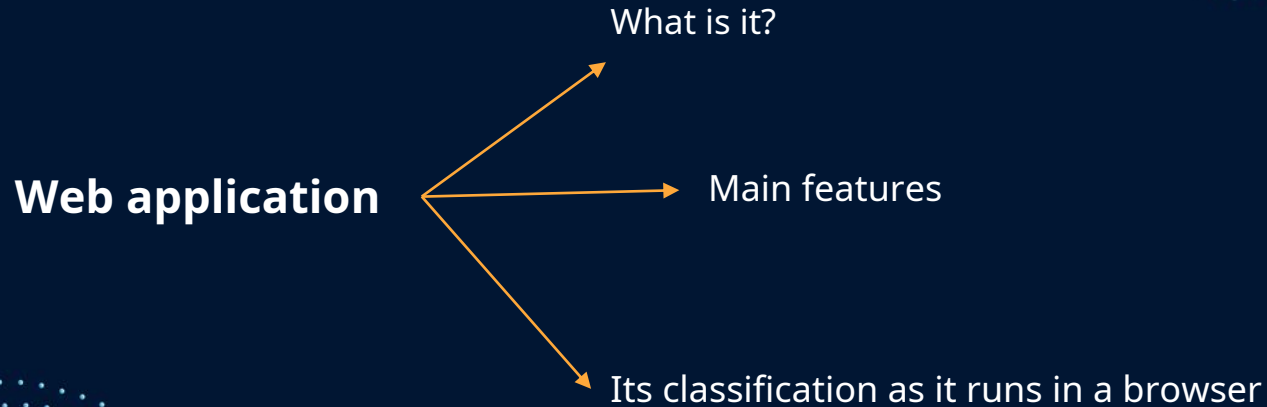 What is it?
Web application
Main features
Its classification as it runs in a browser